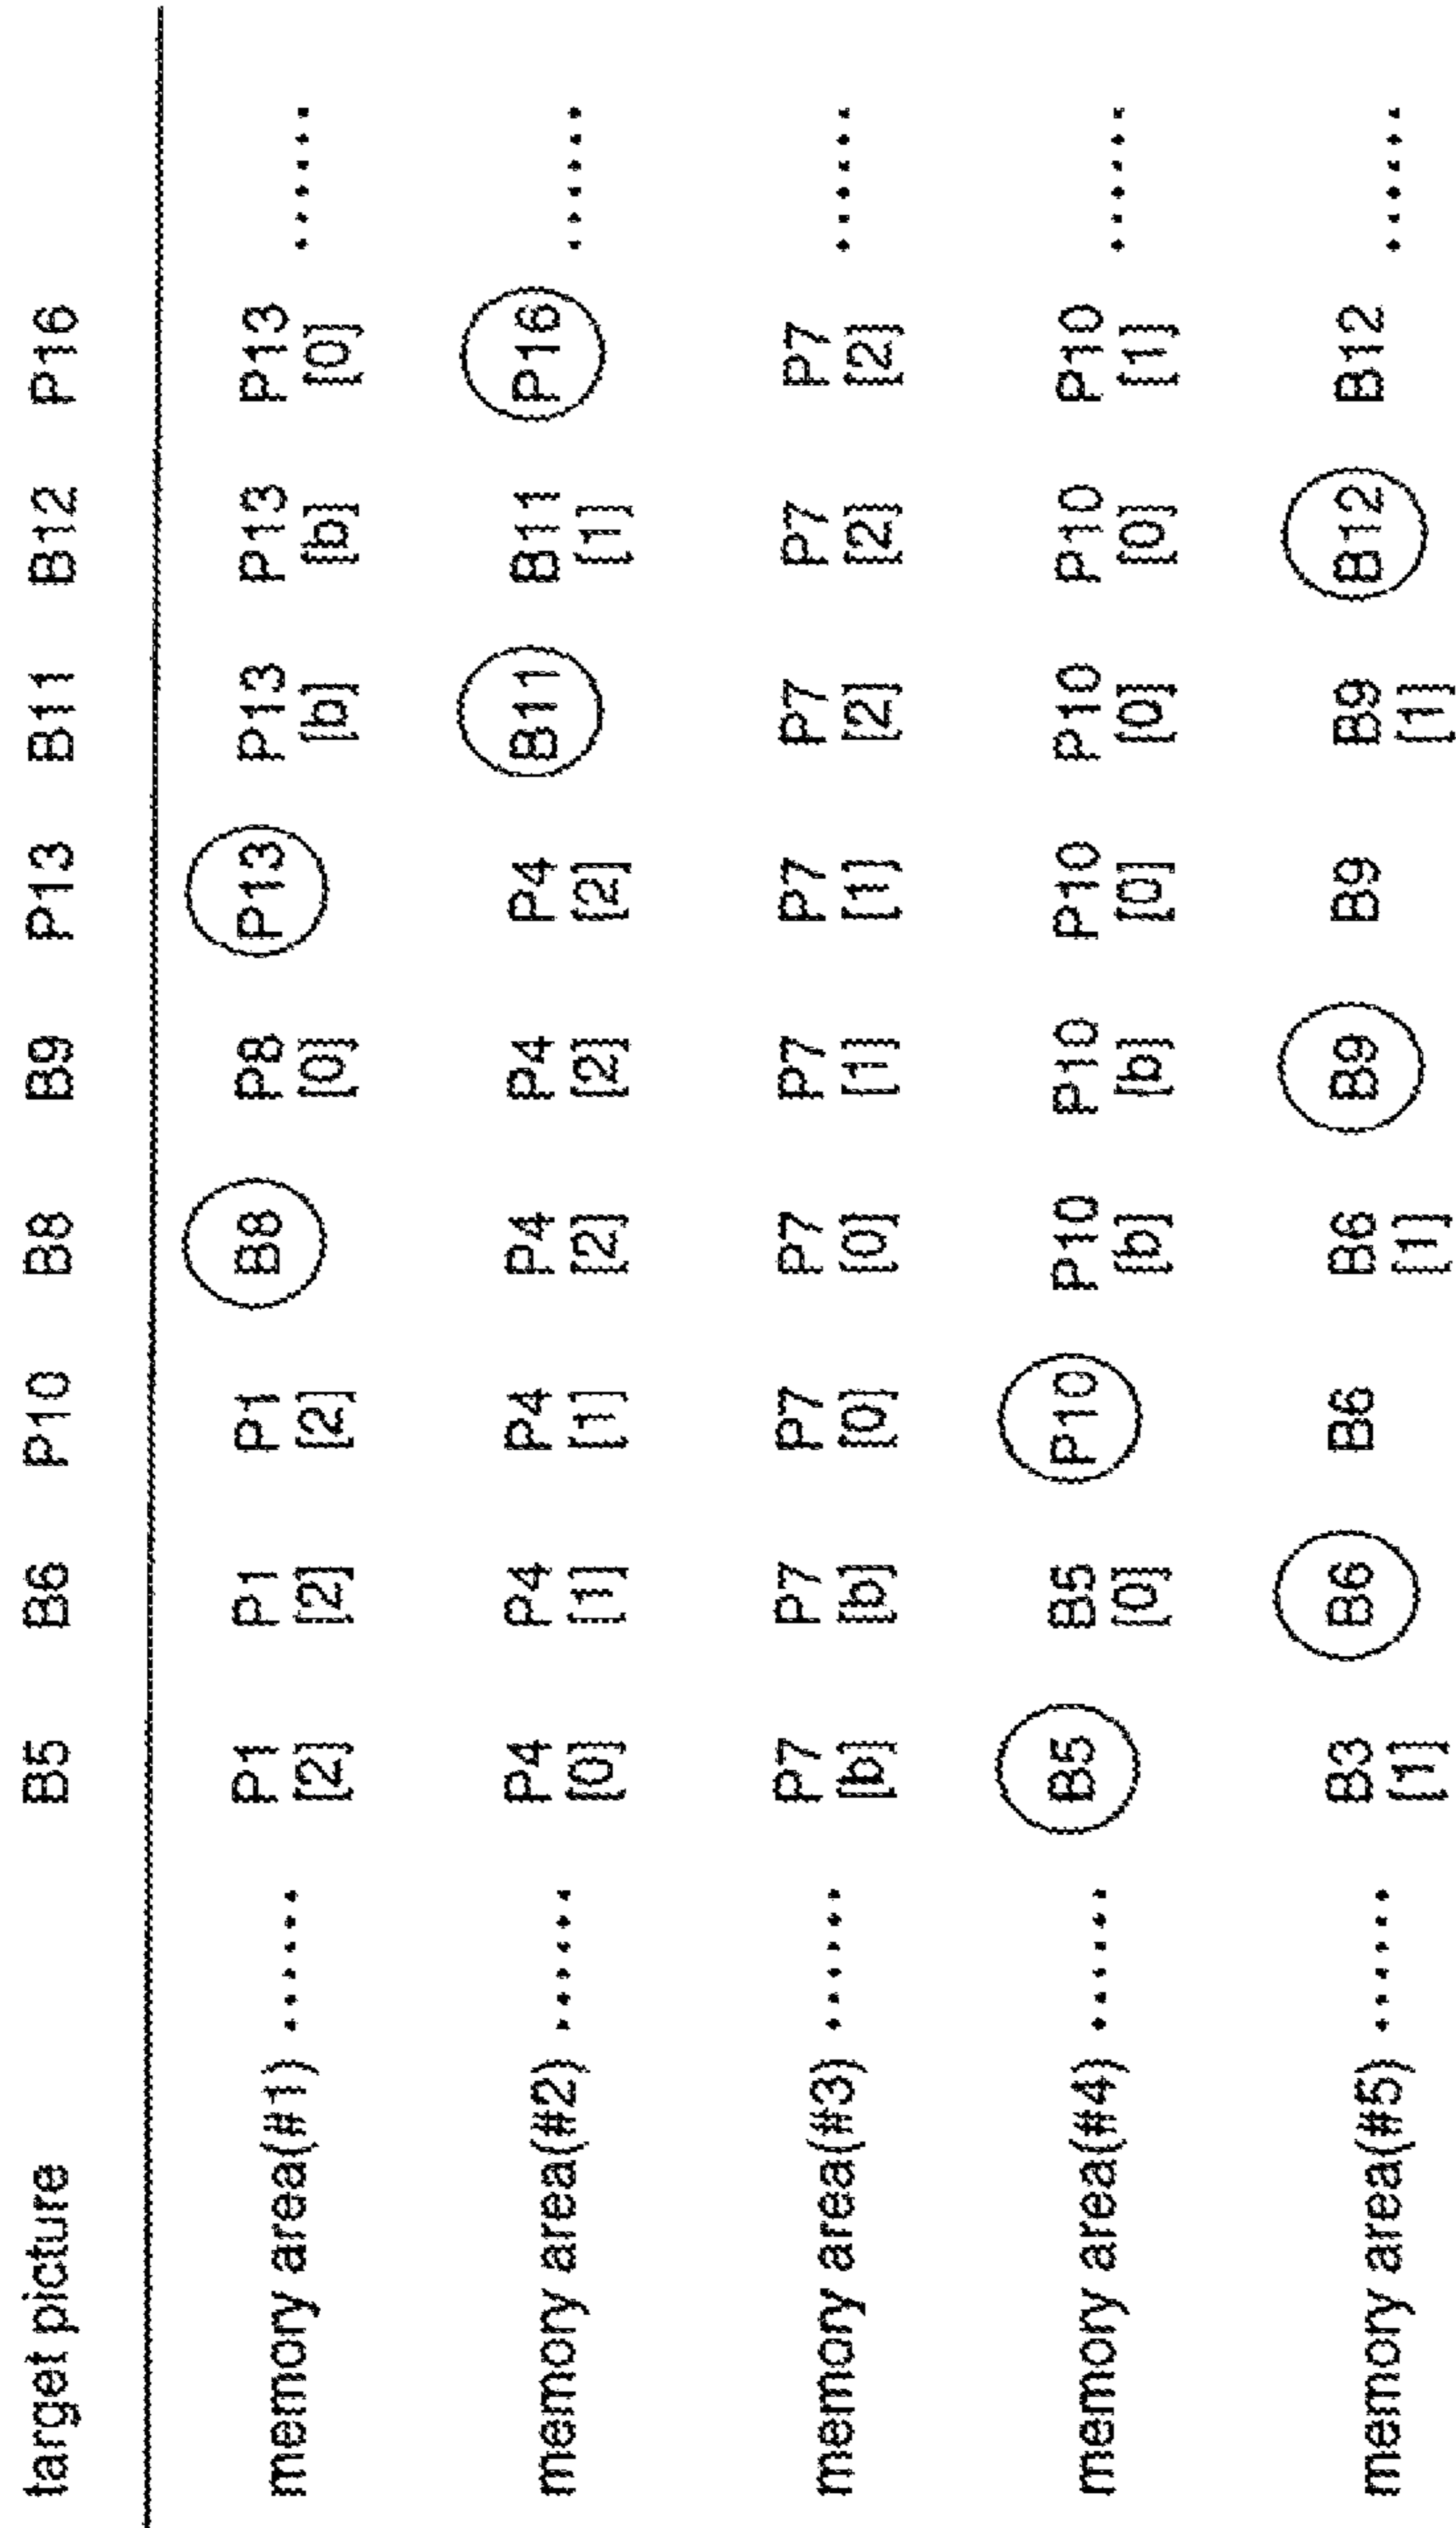 target picture B5 B6 P10 B8 B9 P13 B11 B12 P16
memory area(#1) ...... P1 P1 P1 B8 P8 P13 P13 P13 P13 ......
[2] [2] [2] [0] [b] [b] [0]
memory area(#2) ...... P4 P4 P4 P4 P4 P4 B11 B11 P16 ......
[0] [1] [1] [2] [2] [2] [1]
memory area(#3) ...... P7 P7 P7 P7 P7 P7 P7 P7 P7 ......
[b] [b] [0] [0] [1] [1] [2] [2] [2]
memory area(#4) ...... B5 B5 P10 P10 P10 P10 P10 P10 P10 ......
[0] [b] [b] [0] [0] [0] [1]
memory area(#5) ...... B3 B6 B6 B6 B9 B9 B9 B12 B12 ......
[1] [1] [1]